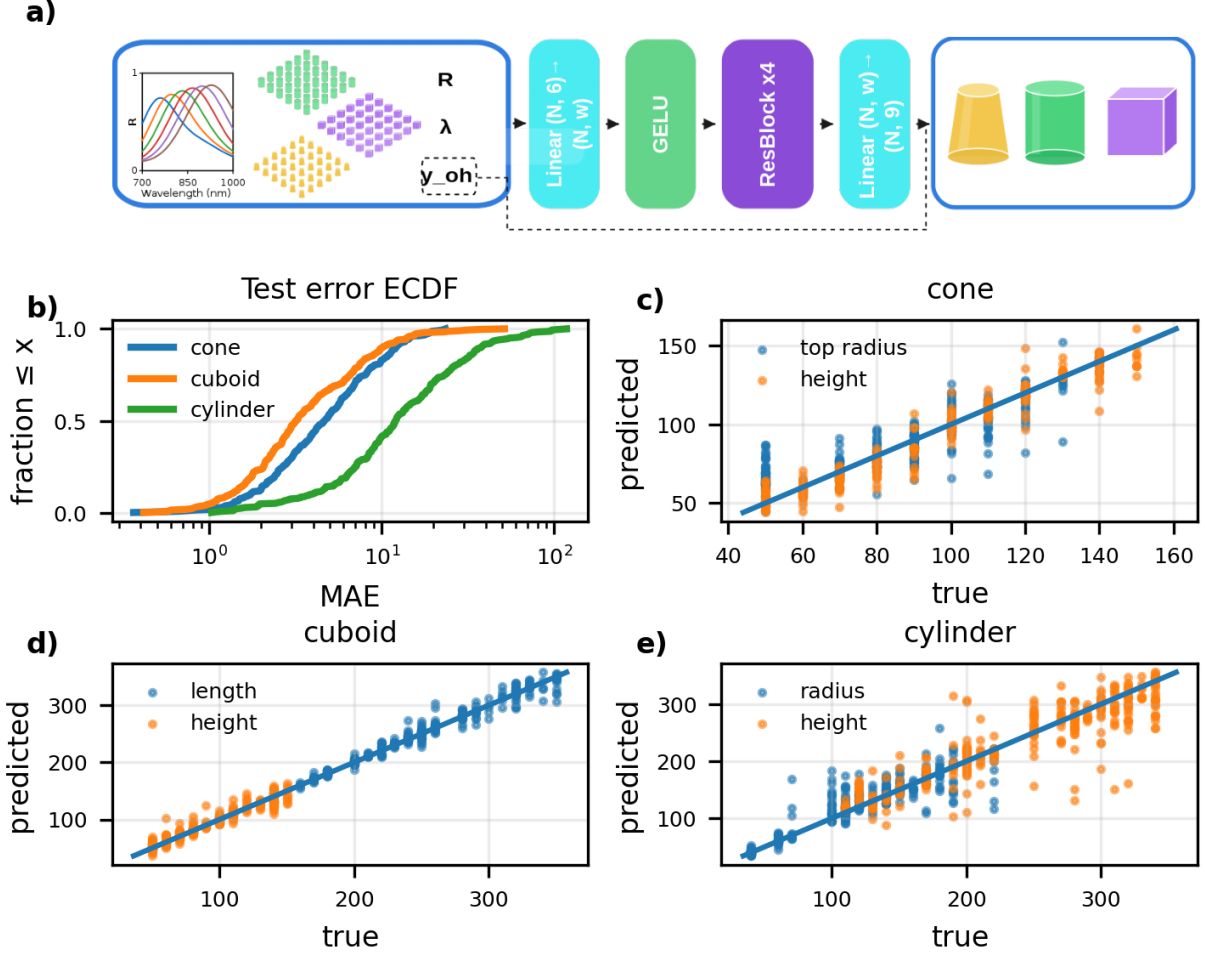 a)
1
R
0
700 850 1000
Wavelength (nm)
R
λ
y_oh
Linear (N, 6)→
(N, w)
GELU
ResBlock x4
Linear (N, w)→
(N, 9)
b)
Test error ECDF
fraction ≤ x
1.0
0.5
0.0
cone
cuboid
cylinder
10⁰ 10¹ 10²
MAE
c)
cone
predicted
150
100
50
top radius
height
40 60 80 100 120 140 160
true
d)
cuboid
predicted
300
200
100
length
height
100 200 300
true
e)
cylinder
predicted
300
200
100
radius
height
100 200 300
true